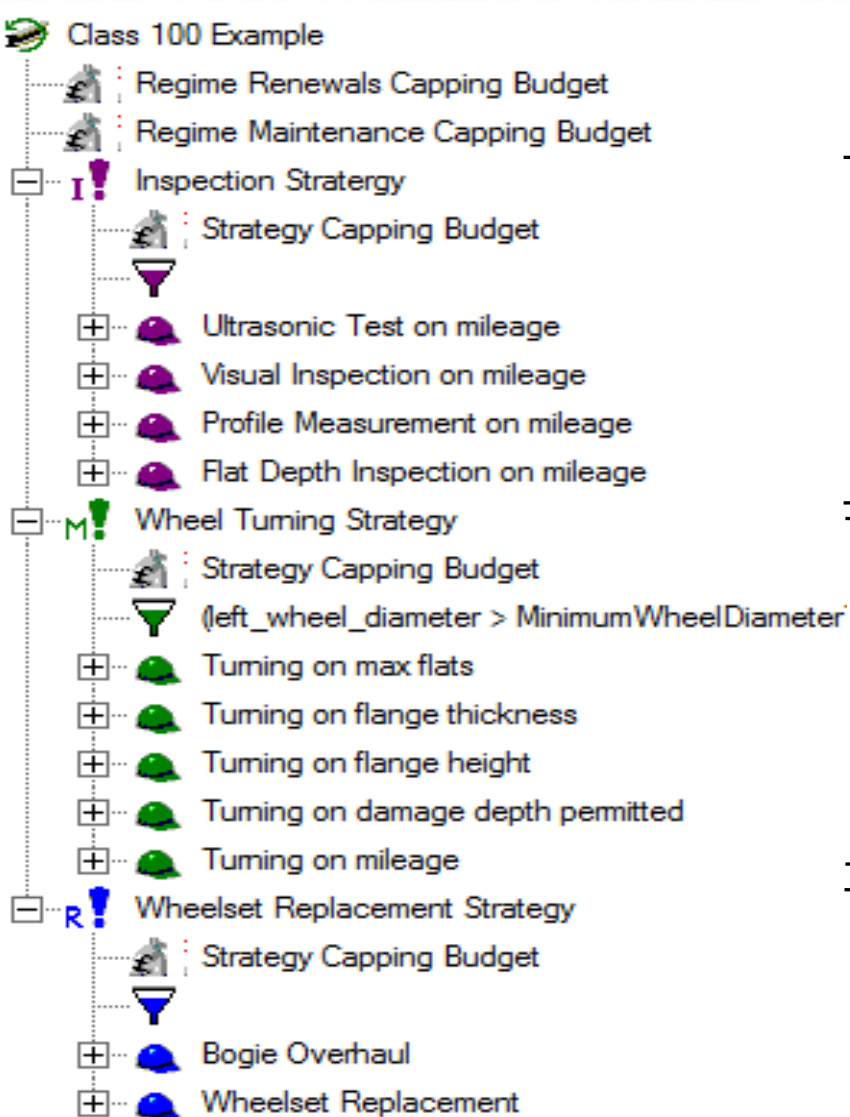 Class 100 Example
£ Regime Renewals Capping Budget
£ Regime Maintenance Capping Budget
I! Inspection Stratergy
£ Strategy Capping Budget
Ultrasonic Test on mileage
Visual Inspection on mileage
Profile Measurement on mileage
Flat Depth Inspection on mileage
M! Wheel Turning Strategy
£ Strategy Capping Budget
(left_wheel_diameter > MinimumWheelDiameter
Turning on max flats
Turning on flange thickness
Turning on flange height
Turning on damage depth permitted
Turning on mileage
R! Wheelset Replacement Strategy
£ Strategy Capping Budget
Bogie Overhaul
Wheelset Replacement